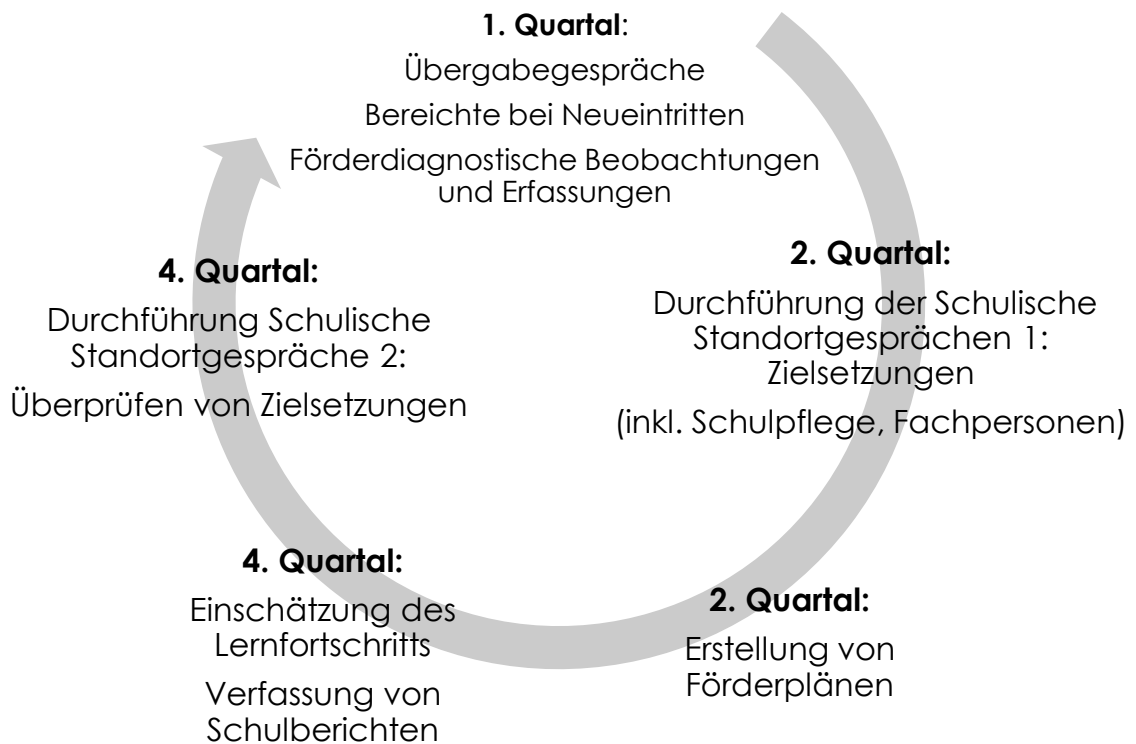 1. Quartal:
Übergabegespräche
Bereichte bei Neueintritten
Förderdiagnostische Beobachtungen
und Erfassungen
2. Quartal:
Durchführung der Schulische
Standortgesprächen 1:
Zielsetzungen
(inkl. Schulpflege, Fachpersonen)
2. Quartal:
Erstellung von
Förderplänen
4. Quartal:
Einschätzung des
Lernfortschritts
Verfassung von
Schulberichten
4. Quartal:
Durchführung Schulische
Standortgespräche 2:
Überprüfen von Zielsetzungen